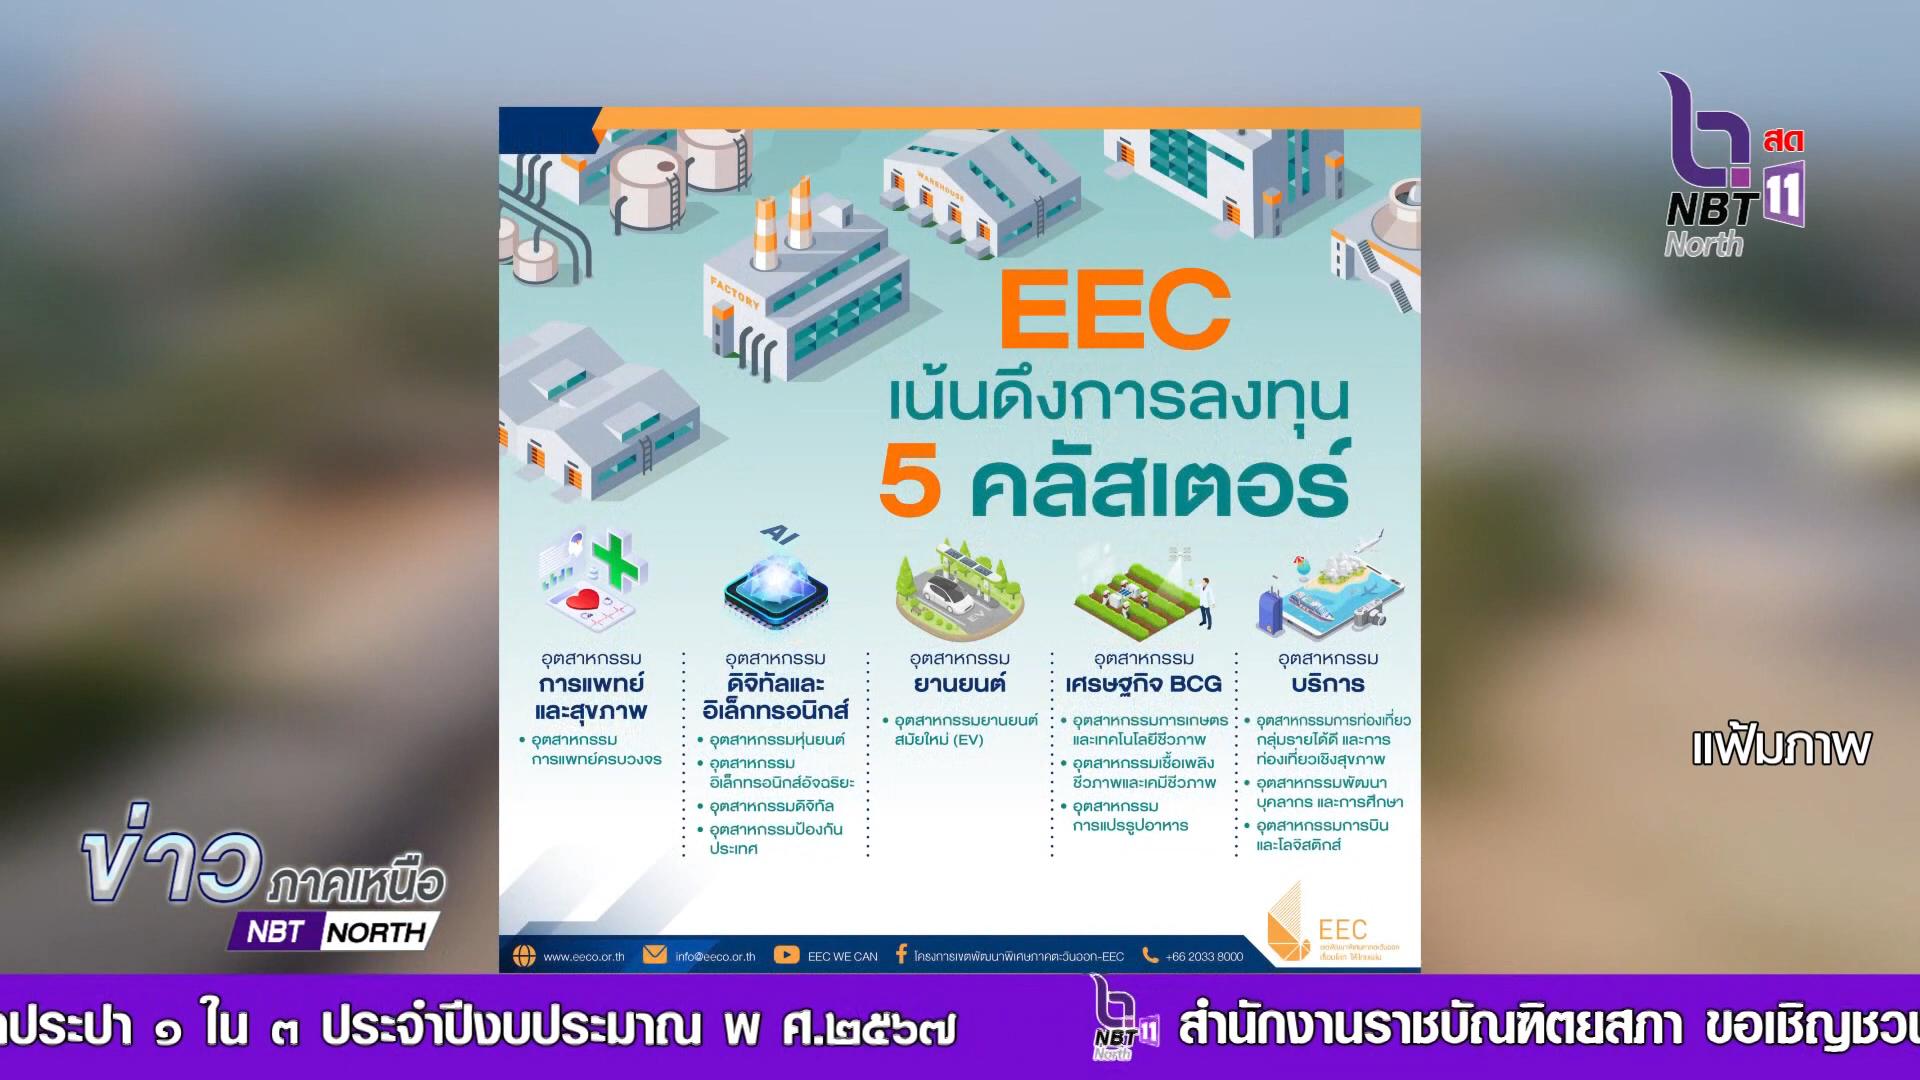 สด
NBT 11
North
WAREHOUSE
FACTORY
EEC
เน้นดึงการลงทุน
5 คลัสเตอร์
AI
EV
อุตสาหกรรม
การแพทย์
และสุขภาพ
• อุตสาหกรรม
การแพทย์ครบวงจร
อุตสาหกรรม
ดิจิทัลและ
อิเล็กทรอนิกส์
• อุตสาหกรรมหุ่นยนต์
• อุตสาหกรรม
อิเล็กทรอนิกส์อัจฉริยะ
• อุตสาหกรรมดิจิทัล
• อุตสาหกรรมป้องกัน
ประเทศ
อุตสาหกรรม
ยานยนต์
• อุตสาหกรรมยานยนต์
สมัยใหม่ (EV)
อุตสาหกรรม
เศรษฐกิจ BCG
• อุตสาหกรรมการเกษตร
และเทคโนโลยีชีวภาพ
• อุตสาหกรรมเชื้อเพลิง
ชีวภาพและเคมีชีวภาพ
• อุตสาหกรรม
การแปรรูปอาหาร
อุตสาหกรรม
บริการ
• อุตสาหกรรมการท่องเที่ยว
กลุ่มรายได้ดี และการ
ท่องเที่ยวเชิงสุขภาพ
• อุตสาหกรรมพัฒนา
บุคลากร และการศึกษา
• อุตสาหกรรมการบิน
และโลจิสติกส์
แฟ้มภาพ
ข่าว ภาคเหนือ
NBT NORTH
EEC
www.eeco.or.th info@eeco.or.th EEC WE CAN โครงการเขตพัฒนาพิเศษภาคตะวันออก-EEC +66 2033 8000
ประปา ๑ ใน ๓ ประจำปีงบประมาณ พ ศ.๒๕๖๗ NBT 11 North สำนักงานราชบัณฑิตยสภา ขอเชิญชวน